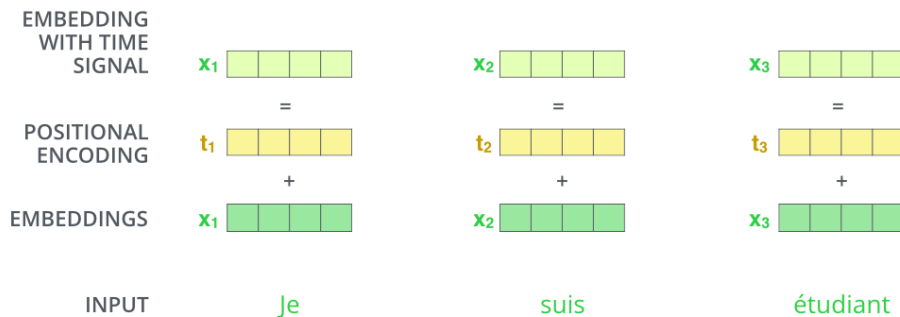 EMBEDDING
WITH TIME
SIGNAL
x₁ x₂ x₃
= = =
POSITIONAL
ENCODING
t₁ t₂ t₃
+ + +
EMBEDDINGS x₁ x₂ x₃
INPUT Je suis étudiant